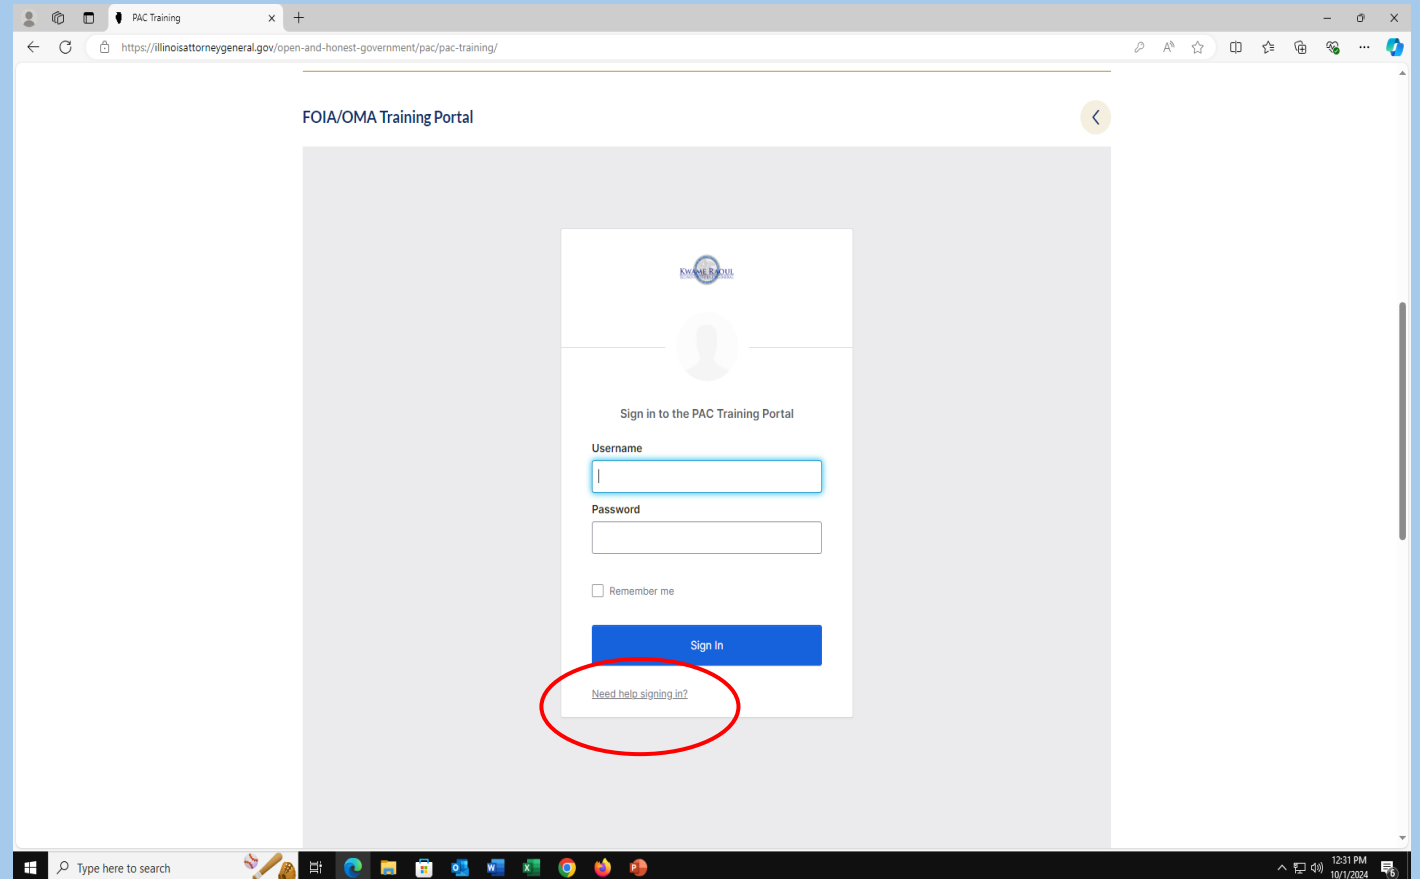 PAC Training
https://illinoisattorneygeneral.gov/open-and-honest-government/pac/pac-training/
FOIA/OMA Training Portal
KWAME RAOUL
Sign in to the PAC Training Portal
Username
Password
Remember me
Sign In
Need help signing in?
Type here to search
12:31 PM
10/1/2024
6